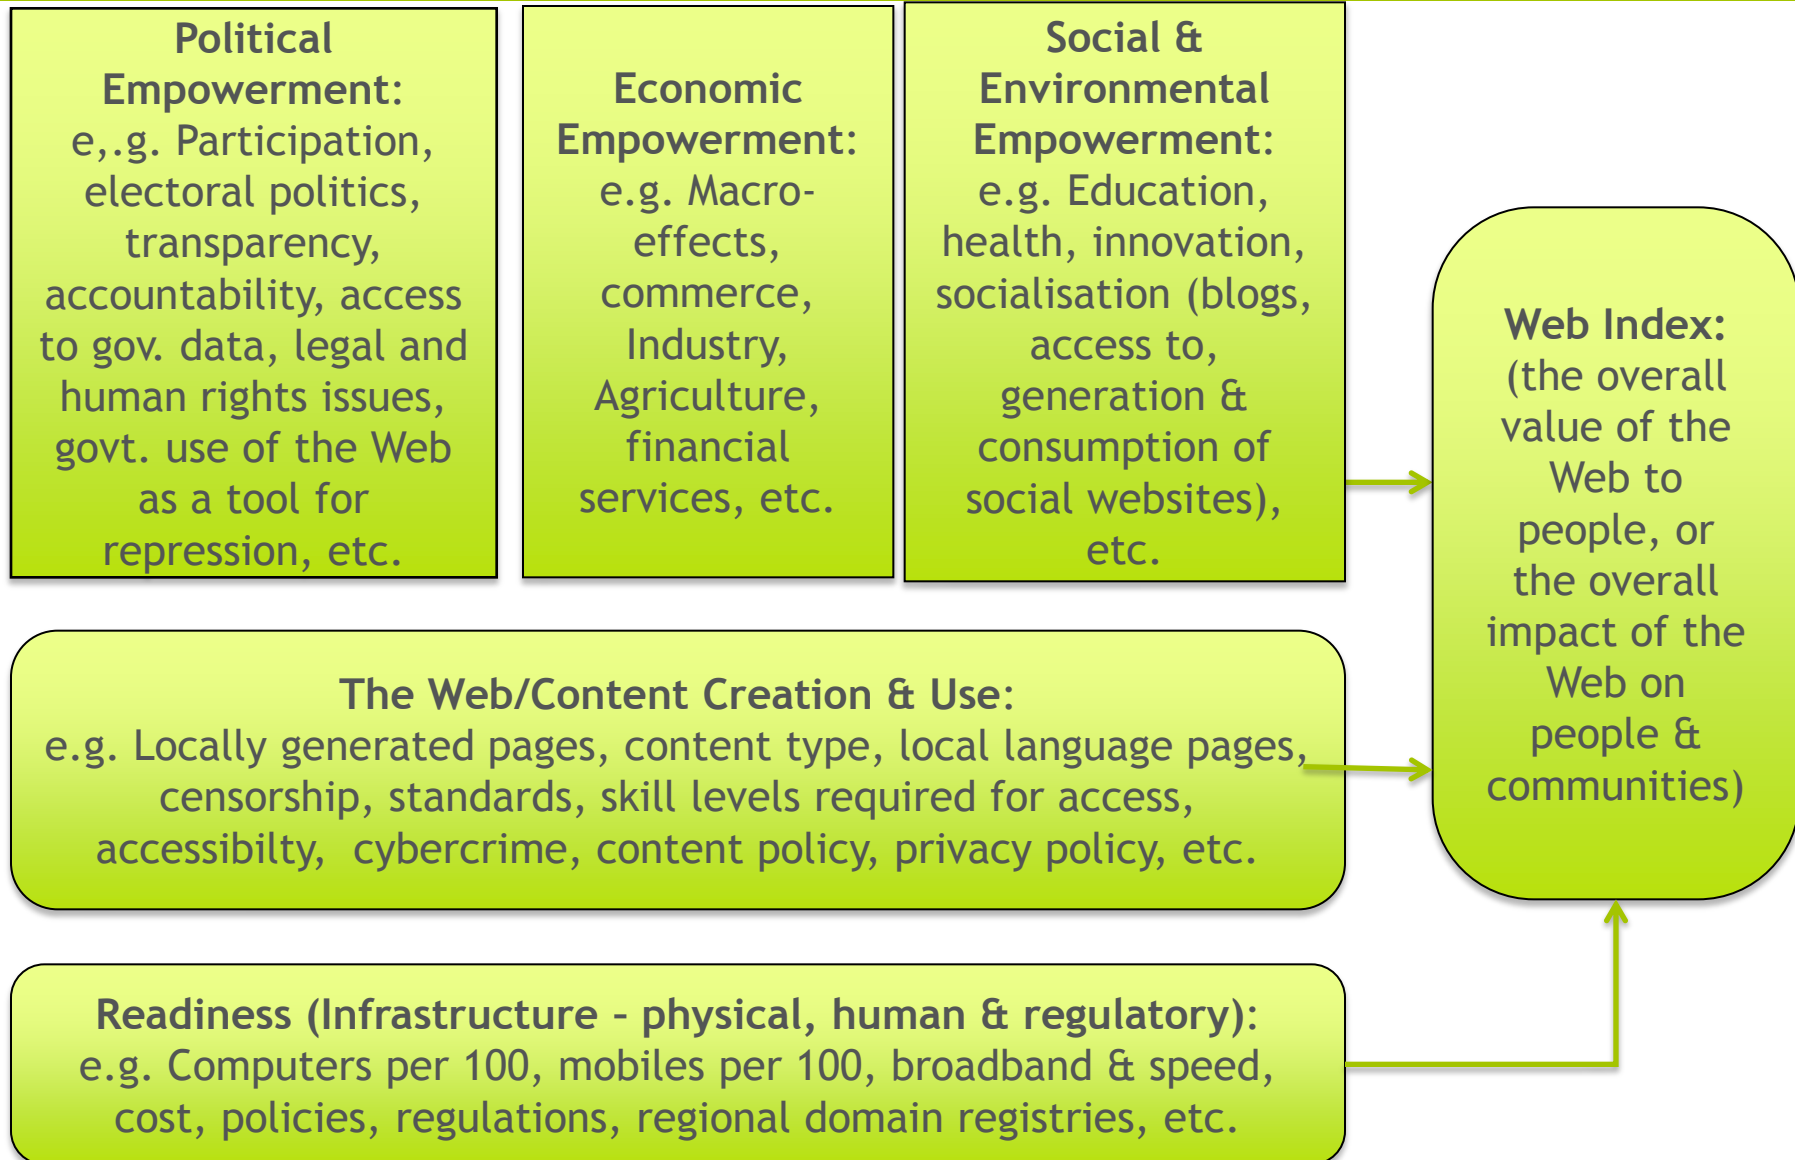 Political
Empowerment:
e,.g. Participation,
electoral politics,
transparency,
accountability, access
to gov. data, legal and
human rights issues,
govt. use of the Web
as a tool for
repression, etc.
Economic
Empowerment:
e.g. Macro-
effects,
commerce,
Industry,
Agriculture,
financial
services, etc.
Social &
Environmental
Empowerment:
e.g. Education,
health, innovation,
socialisation (blogs,
access to,
generation &
consumption of
social websites),
etc.
Web Index:
(the overall
value of the
Web to
people, or
the overall
impact of the
Web on
people &
communities)
The Web/Content Creation & Use:
e.g. Locally generated pages, content type, local language pages,
censorship, standards, skill levels required for access,
accessibilty,  cybercrime, content policy, privacy policy, etc.
Readiness (Infrastructure – physical, human & regulatory):
e.g. Computers per 100, mobiles per 100, broadband & speed,
cost, policies, regulations, regional domain registries, etc.